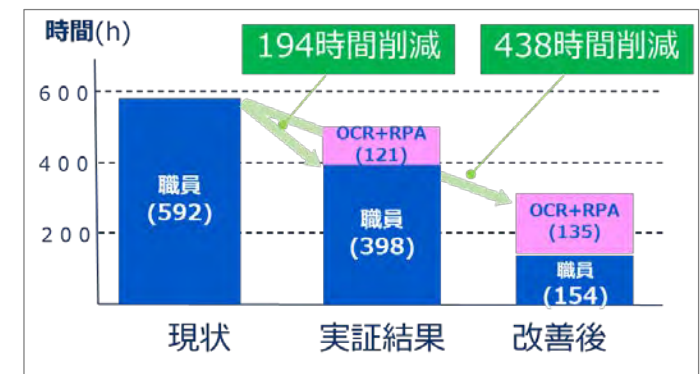 時間(h)
194時間削減
438時間削減
600
400
200
職員
(592)
OCR+RPA
(121)
職員
(398)
OCR+RPA
(135)
職員
(154)
現状
実証結果
改善後